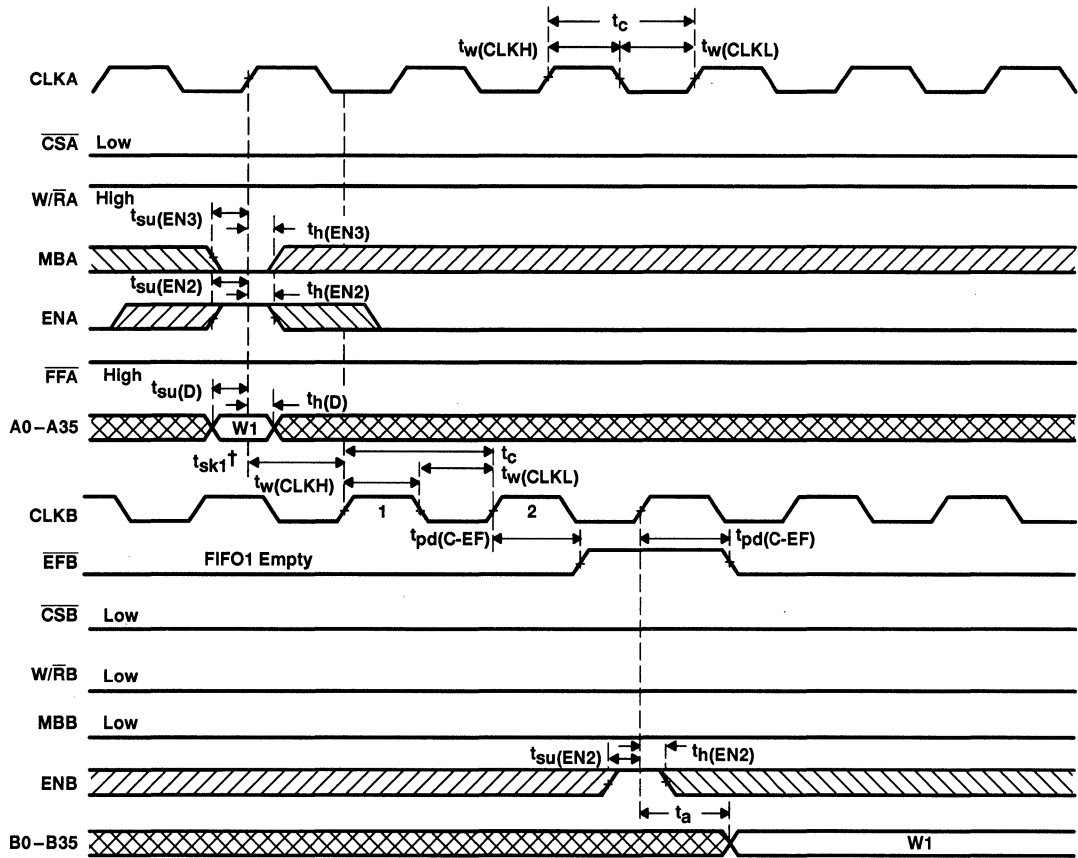 tc
tw(CLKH) tw(CLKL)
CLKA
CSA Low
W/RA High
tsu(EN3) th(EN3)
MBA
tsu(EN2) th(EN2)
ENA
FFA High
tsu(D) th(D)
A0–A35 W1
tsk1† tc
tw(CLKH) tw(CLKL)
CLKB 1 2
tpd(C-EF) tpd(C-EF)
EFB FIFO1 Empty
CSB Low
W/RB Low
MBB Low
tsu(EN2) th(EN2)
ENB
ta
B0–B35 W1